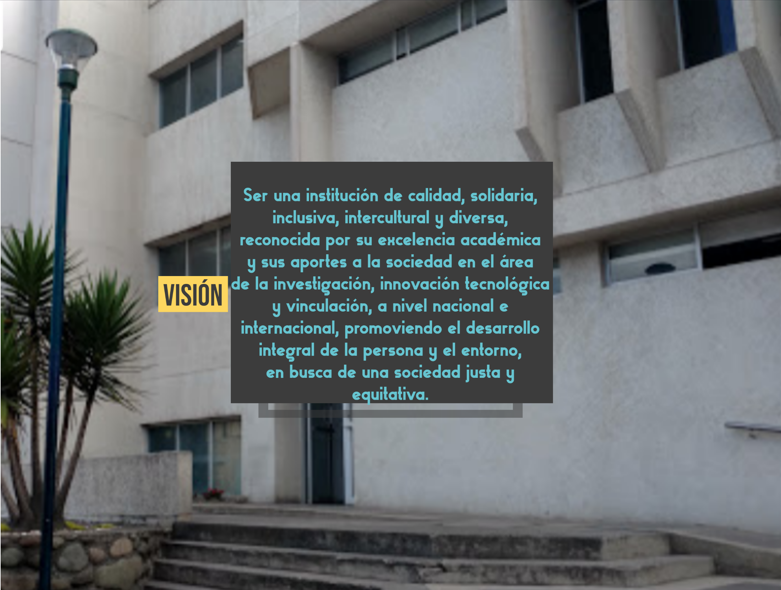 Ser una institución de calidad, solidaria,
inclusiva, intercultural y diversa,
reconocida por su excelencia académica
y sus aportes a la sociedad en el área
de la investigación, innovación tecnológica
y vinculación, a nivel nacional e
internacional, promoviendo el desarrollo
integral de la persona y el entorno,
en busca de una sociedad justa y
equitativa.
VISIÓN